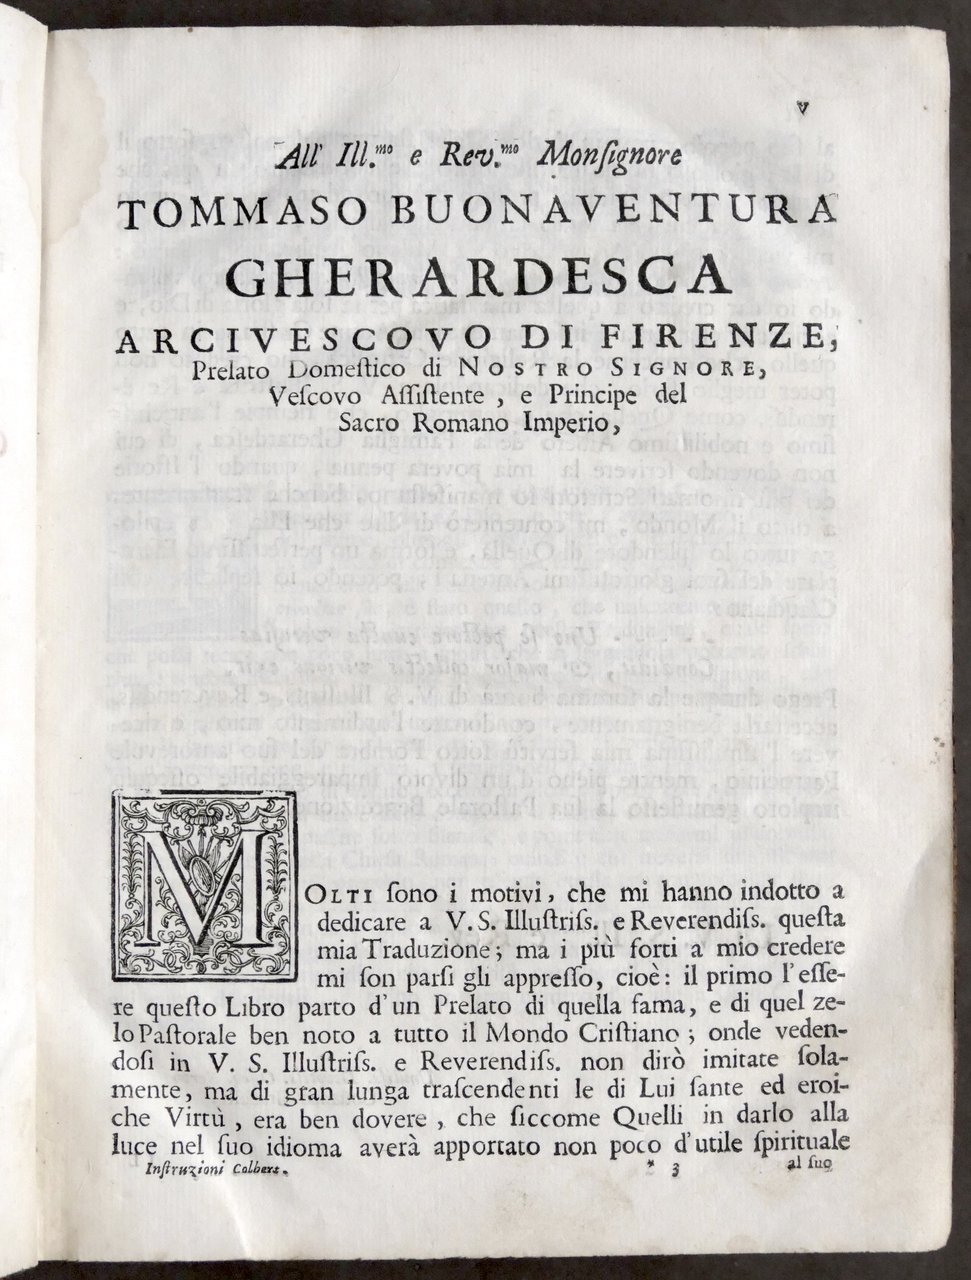 v
All' Ill.mo e Rev.mo Monſignore
TOMMASO BUONAVENTURA
GHERARDESCA
ARCIVESCOVO DI FIRENZE,
Prelato Domeſtico di NOSTRO SIGNORE,
Veſcovo Aſſiſtente, e Principe del
Sacro Romano Imperio,
MOLTI ſono i motivi, che mi hanno indotto a
dedicare a V. S. Illuſtriſs. e Reverendiſs. queſta
mia Traduzione; ma i più forti a mio credere
mi ſon parſi gli appreſſo, cioè: il primo l'eſſe-
re queſto Libro parto d'un Prelato di quella fama, e di quel ze-
lo Paſtorale ben noto a tutto il Mondo Criſtiano; onde veden-
doſi in V. S. Illuſtriſs. e Reverendiſs. non dirò imitate ſola-
mente, ma di gran lunga traſcendenti le di Lui ſante ed eroi-
che Virtù, era ben dovere, che ſiccome Quelli in darlo alla
luce nel ſuo idioma averà apportato non poco d'utile ſpirituale
Inſtruzioni Colbert. * 3 al ſuo